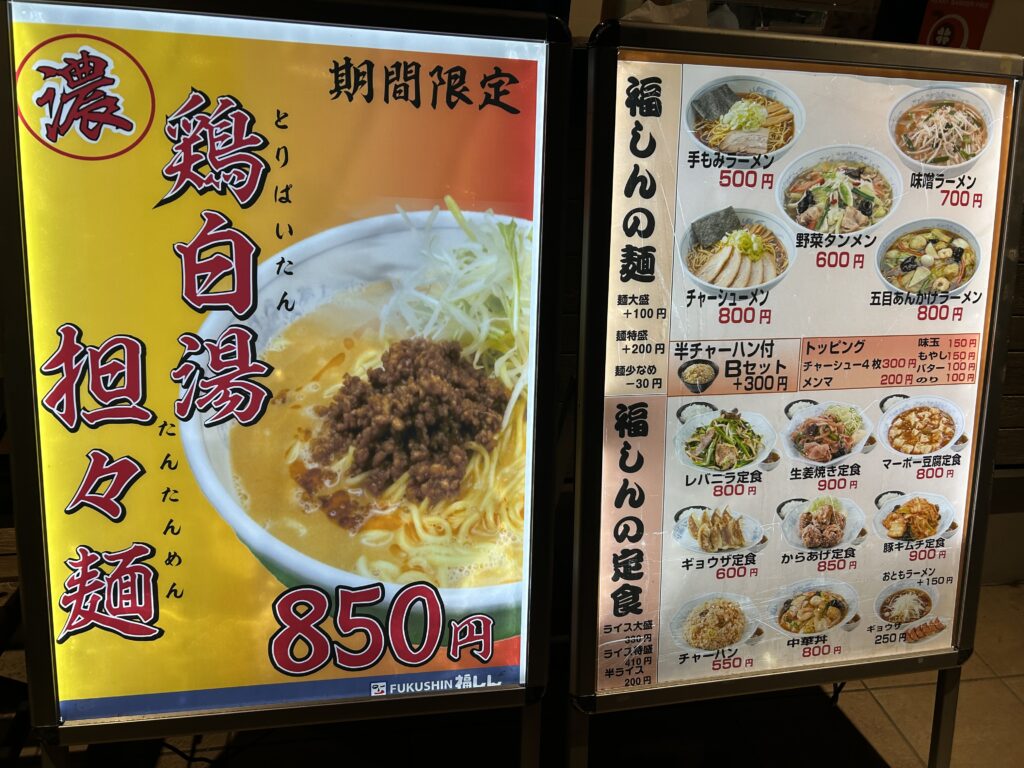 濃
期間限定
鶏白湯
とりぱいたん
担々麺
たんたんめん
850円
FUKUSHIN 福しん
福しんの麺
麺大盛
+100円
麺特盛
+200円
麺少なめ
−30円
手もみラーメン
500円
味噌ラーメン
700円
野菜タンメン
600円
チャーシューメン
800円
五目あんかけラーメン
800円
半チャーハン付
Bセット
+300円
トッピング
チャーシュー4枚300円
メンマ 200円
味玉 150円
もやし150円
バター 100円
のり 100円
福しんの定食
ライス大盛
330円
ライス特盛
410円
半ライス
200円
レバニラ定食
800円
生姜焼き定食
900円
マーボー豆腐定食
800円
ギョウザ定食
600円
からあげ定食
850円
豚キムチ定食
900円
チャーハン
550円
中華丼
800円
おともラーメン
+150円
ギョウザ
250円